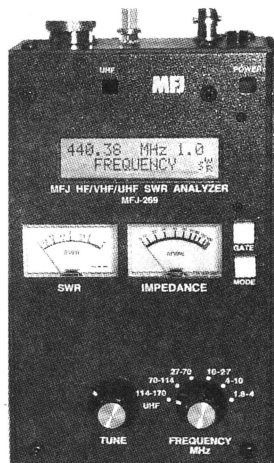 UHF
MFJ
POWER
440.38 MHz 1.0
FREQUENCY SWR
MFJ HF/VHF/UHF SWR ANALYZER
MFJ-269
GATE
MODE
SWR
IMPEDANCE
27-70
10-27
70-114
4-10
114-170
1.8-4
UHF
TUNE
FREQUENCY
MHz